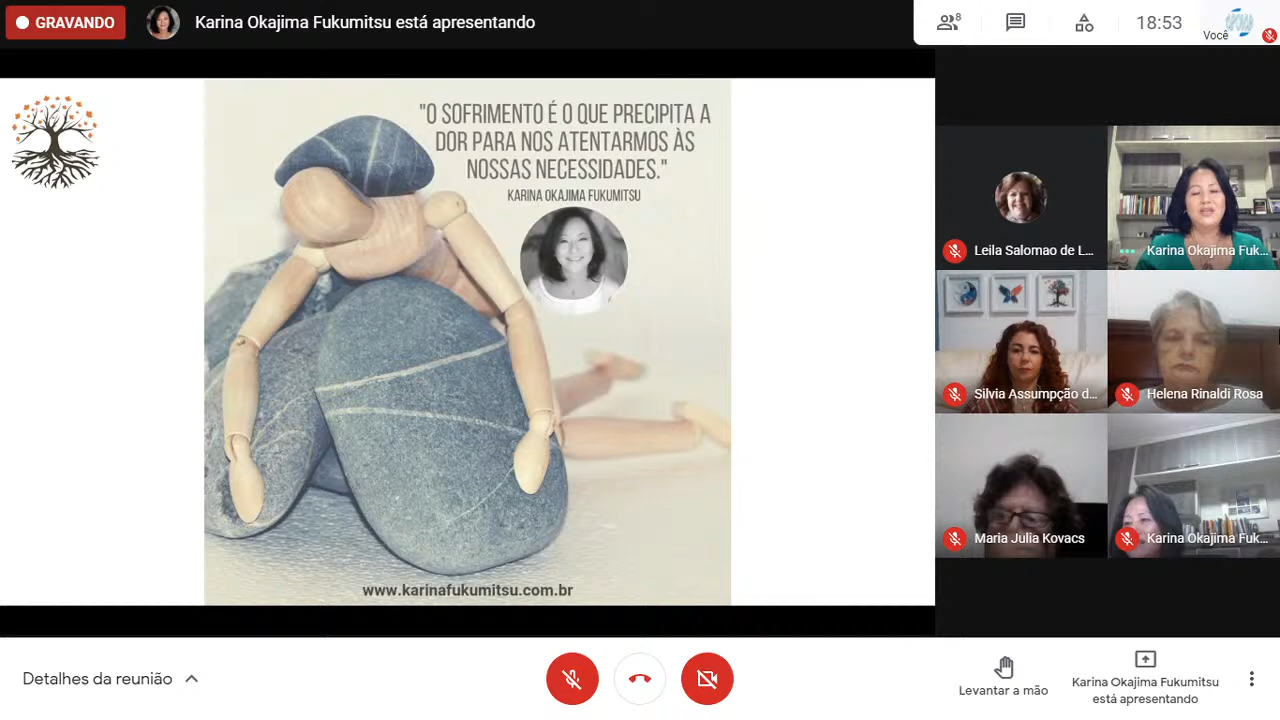 GRAVANDO
Karina Okajima Fukumitsu está apresentando
8
18:53
Você
"O SOFRIMENTO É O QUE PRECIPITA A
DOR PARA NOS ATENTARMOS ÀS
NOSSAS NECESSIDADES."
KARINA OKAJIMA FUKUMITSU
www.karinafukumitsu.com.br
Leila Salomao de L...
Karina Okajima Fuk...
Silvia Assumpção d...
Helena Rinaldi Rosa
Maria Julia Kovacs
Karina Okajima Fuk...
Detalhes da reunião
Levantar a mão
Karina Okajima Fukumitsu
está apresentando